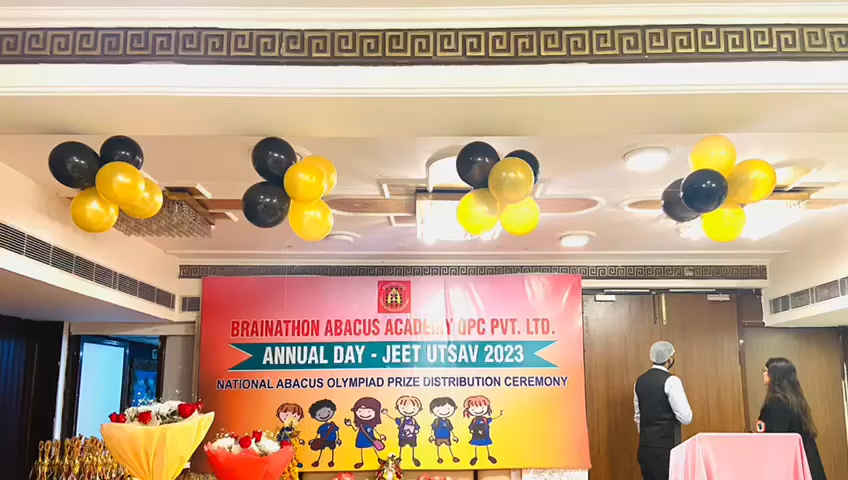 BRAINATHON ABACUS ACADEMY OPC PVT. LTD.
ANNUAL DAY - JEET UTSAV 2023
NATIONAL ABACUS OLYMPIAD PRIZE DISTRIBUTION CEREMONY